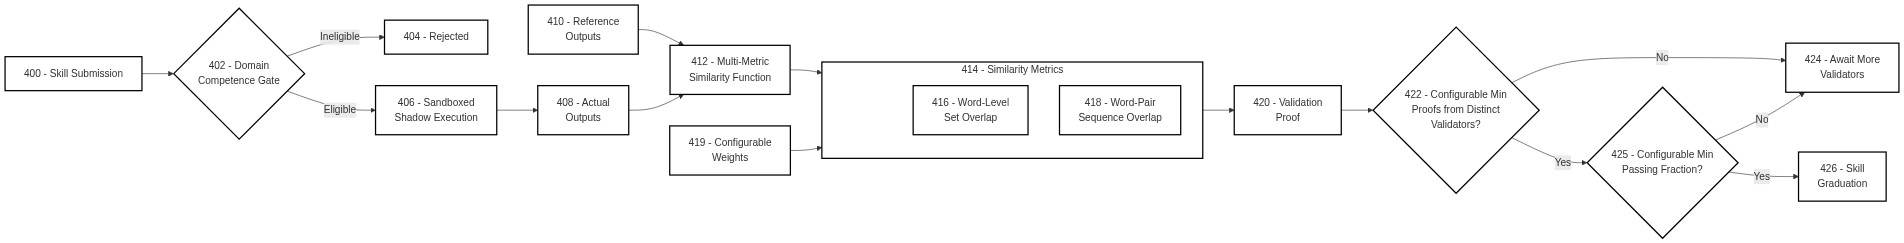 400 - Skill Submission
402 - Domain
Competence Gate
Ineligible
404 - Rejected
Eligible
406 - Sandboxed
Shadow Execution
408 - Actual
Outputs
410 - Reference
Outputs
412 - Multi-Metric
Similarity Function
419 - Configurable
Weights
414 - Similarity Metrics
416 - Word-Level
Set Overlap
418 - Word-Pair
Sequence Overlap
420 - Validation
Proof
422 - Configurable Min
Proofs from Distinct
Validators?
No
424 - Await More
Validators
Yes
425 - Configurable Min
Passing Fraction?
No
Yes
426 - Skill
Graduation